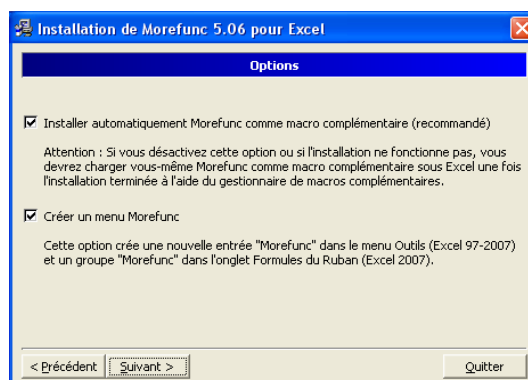 Installation de Morefunc 5.06 pour Excel
Options
Installer automatiquement Morefunc comme macro complémentaire (recommandé)
Attention : Si vous désactivez cette option ou si l'installation ne fonctionne pas, vous
devrez charger vous-même Morefunc comme macro complémentaire sous Excel une fois
l'installation terminée à l'aide du gestionnaire de macros complémentaires.
Créer un menu Morefunc
Cette option crée une nouvelle entrée "Morefunc" dans le menu Outils (Excel 97-2007)
et un groupe "Morefunc" dans l'onglet Formules du Ruban (Excel 2007).
< Précédent Suivant > Quitter